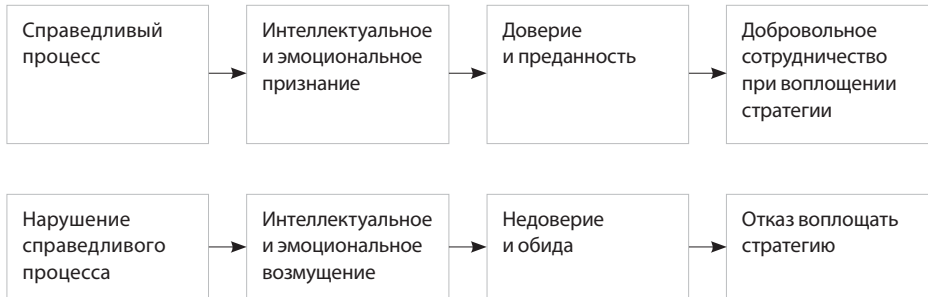 Справедливый
процесс
Интеллектуальное
и эмоциональное
признание
Доверие
и преданность
Добровольное
сотрудничество
при воплощении
стратегии
Нарушение
справедливого
процесса
Интеллектуальное
и эмоциональное
возмущение
Недоверие
и обида
Отказ воплощать
стратегию